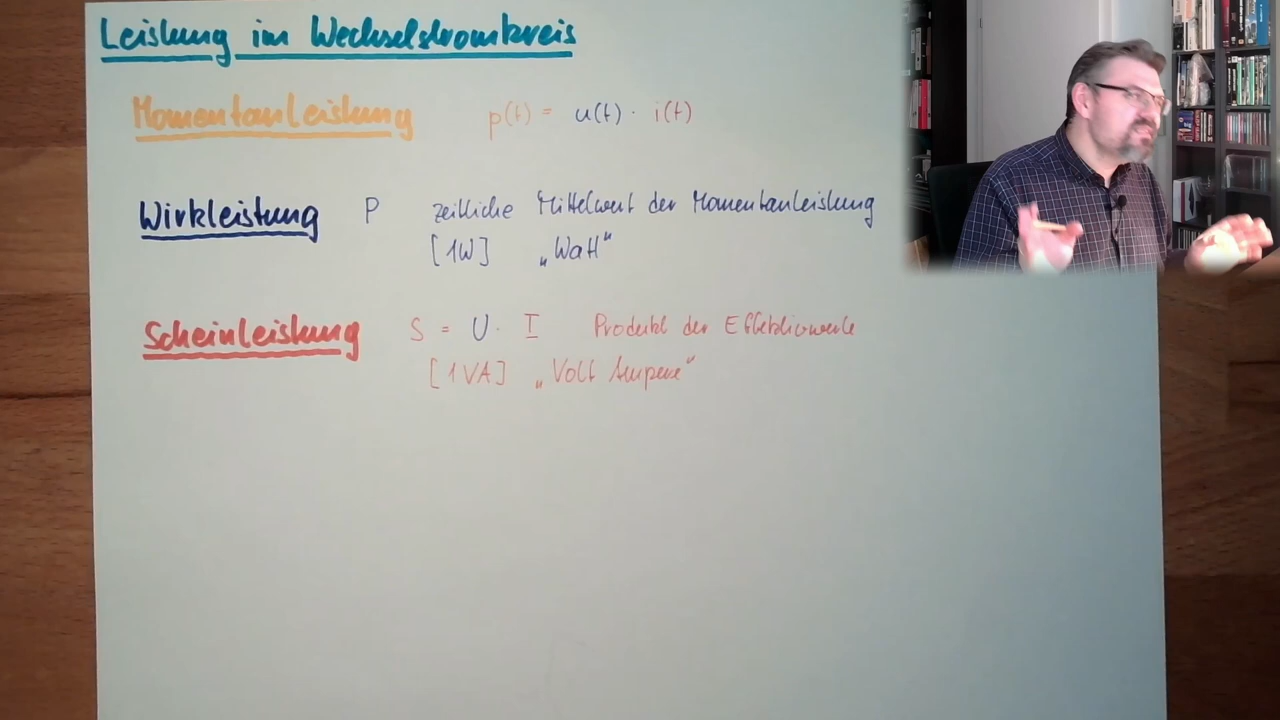 Leistung im Wechselstromkreis
Momentanleistung p(t) = u(t) · i(t)
Wirkleistung P zeitliche Mittelwert der Momentanleistung
[1W] „Watt“
Scheinleistung S = U · I Produkt der Effektivwerte
[1VA] „Volt Ampere“